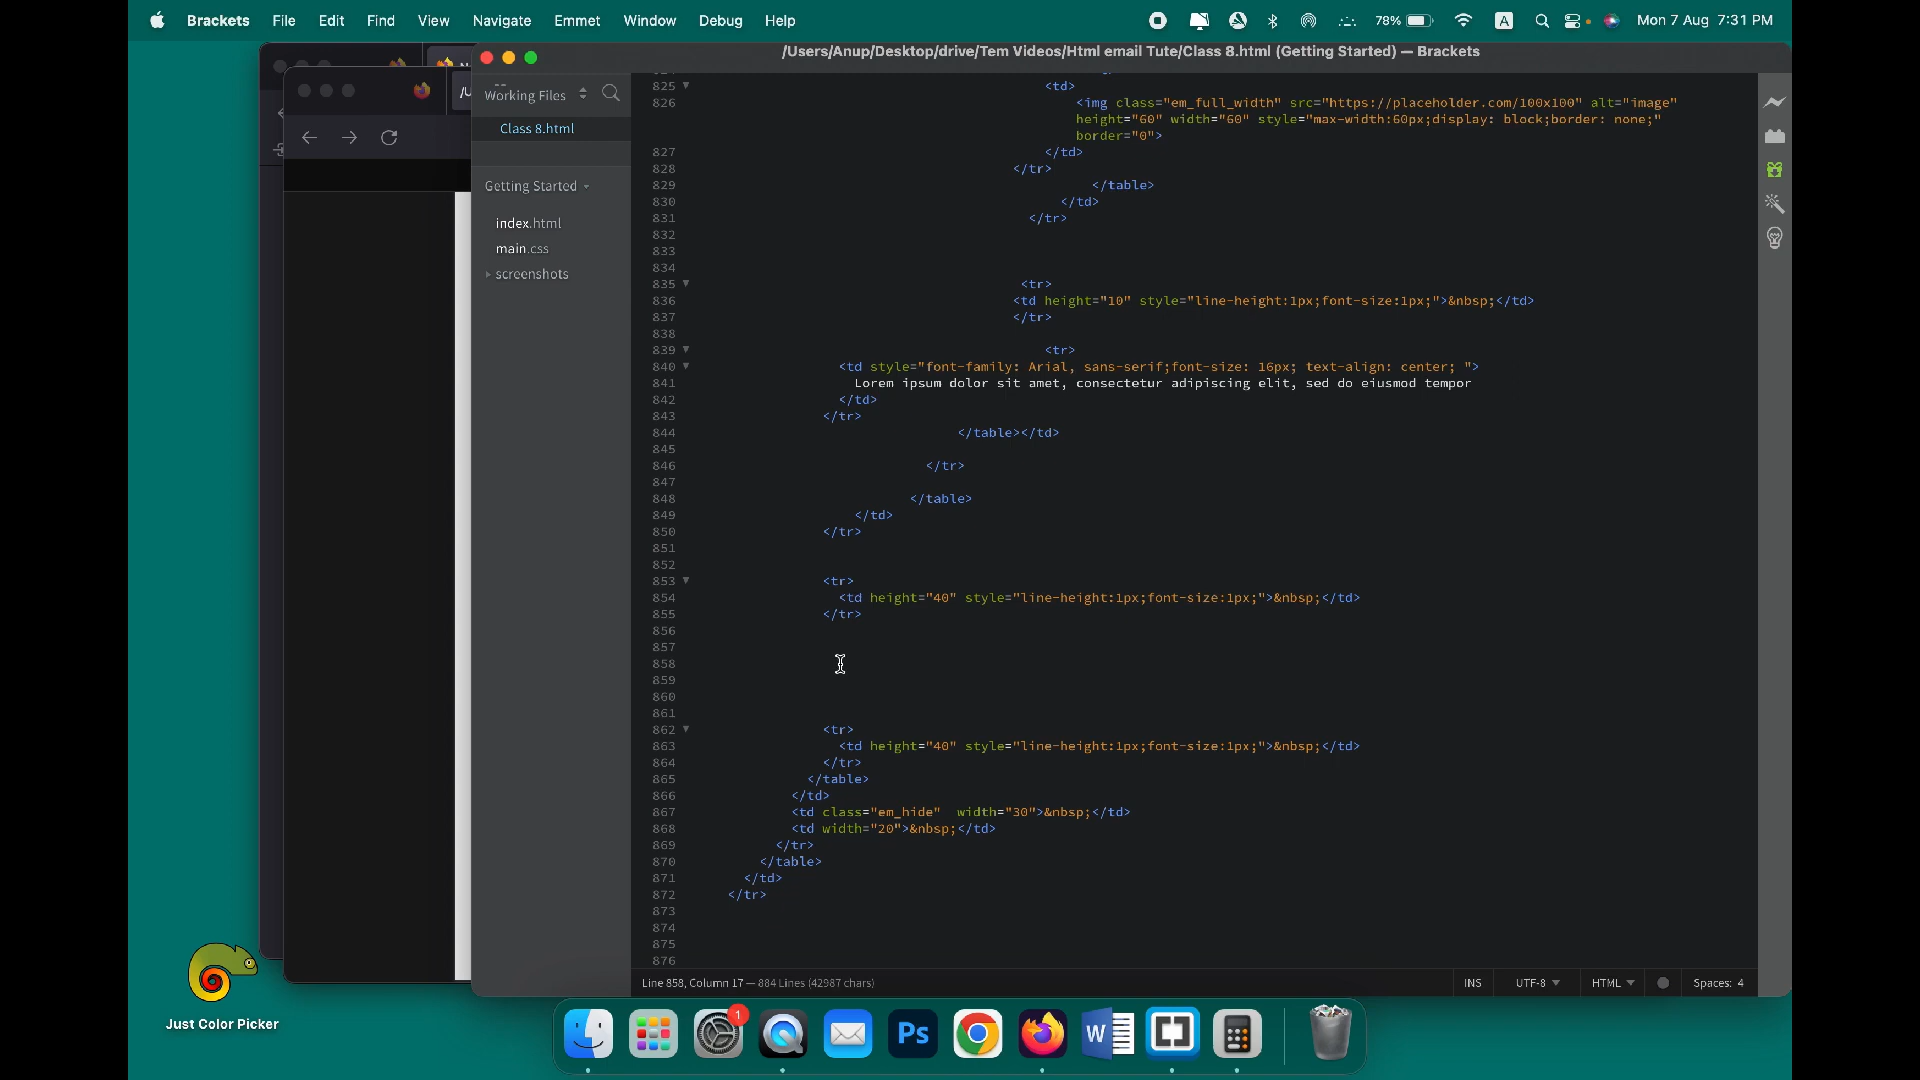 Brackets File Edit Find View Navigate Emmet Window Debug Help 78% A Mon 7 Aug 7:31 PM
/Users/Anup/Desktop/drive/Tem Videos/Html email Tute/Class 8.html (Getting Started) — Brackets
Working Files
Class 8.html
Getting Started
index.html
main.css
screenshots
825 <td>
826 <img class="em_full_width" src="https://placeholder.com/100x100" alt="image"
height="60" width="60" style="max-width:60px;display: block;border: none;"
border="0">
827 </td>
828 </tr>
829 </table>
830 </td>
831 </tr>
832
833
834
835 <tr>
836 <td height="10" style="line-height:1px;font-size:1px;">&nbsp;</td>
837 </tr>
838
839 <tr>
840 <td style="font-family: Arial, sans-serif;font-size: 16px; text-align: center; ">
841 Lorem ipsum dolor sit amet, consectetur adipiscing elit, sed do eiusmod tempor
842 </td>
843 </tr>
844 </table></td>
845
846 </tr>
847
848 </table>
849 </td>
850 </tr>
851
852
853 <tr>
854 <td height="40" style="line-height:1px;font-size:1px;">&nbsp;</td>
855 </tr>
856
857
858
859
860
861
862 <tr>
863 <td height="40" style="line-height:1px;font-size:1px;">&nbsp;</td>
864 </tr>
865 </table>
866 </td>
867 <td class="em_hide"  width="30">&nbsp;</td>
868 <td width="20">&nbsp;</td>
869 </tr>
870 </table>
871 </td>
872 </tr>
873
874
875
876
Line 858, Column 17 — 884 Lines (42987 chars) INS UTF-8 HTML Spaces: 4
Just Color Picker
1
Ps
W